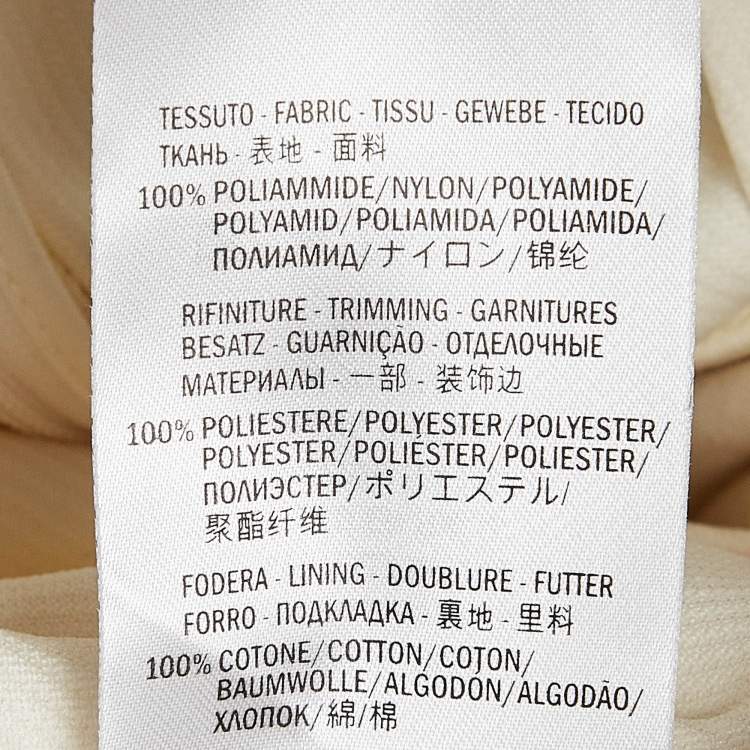 TESSUTO - FABRIC - TISSU - GEWEBE - TECIDO
ТКАНЬ - 表地 - 面料
100% POLIAMMIDE/NYLON/POLYAMIDE/
POLYAMID/POLIAMIDA/POLIAMIDA/
ПОЛИАМИД/ナイロン/锦纶
RIFINITURE - TRIMMING - GARNITURES
BESATZ - GUARNIÇÃO - ОТДЕЛОЧНЫЕ
МАТЕРИАЛЫ - 一部 - 装饰边
100% POLIESTERE/POLYESTER/POLYESTER/
POLYESTER/POLIÉSTER/POLIESTER/
ПОЛИЭСТЕР/ポリエステル/
聚酯纤维
FODERA - LINING - DOUBLURE - FUTTER
FORRO - ПОДКЛАДКА - 裏地 - 里料
100% COTONE/COTTON/COTON/
BAUMWOLLE/ALGODÓN/ALGODÃO/
ХЛОПОК/綿/棉